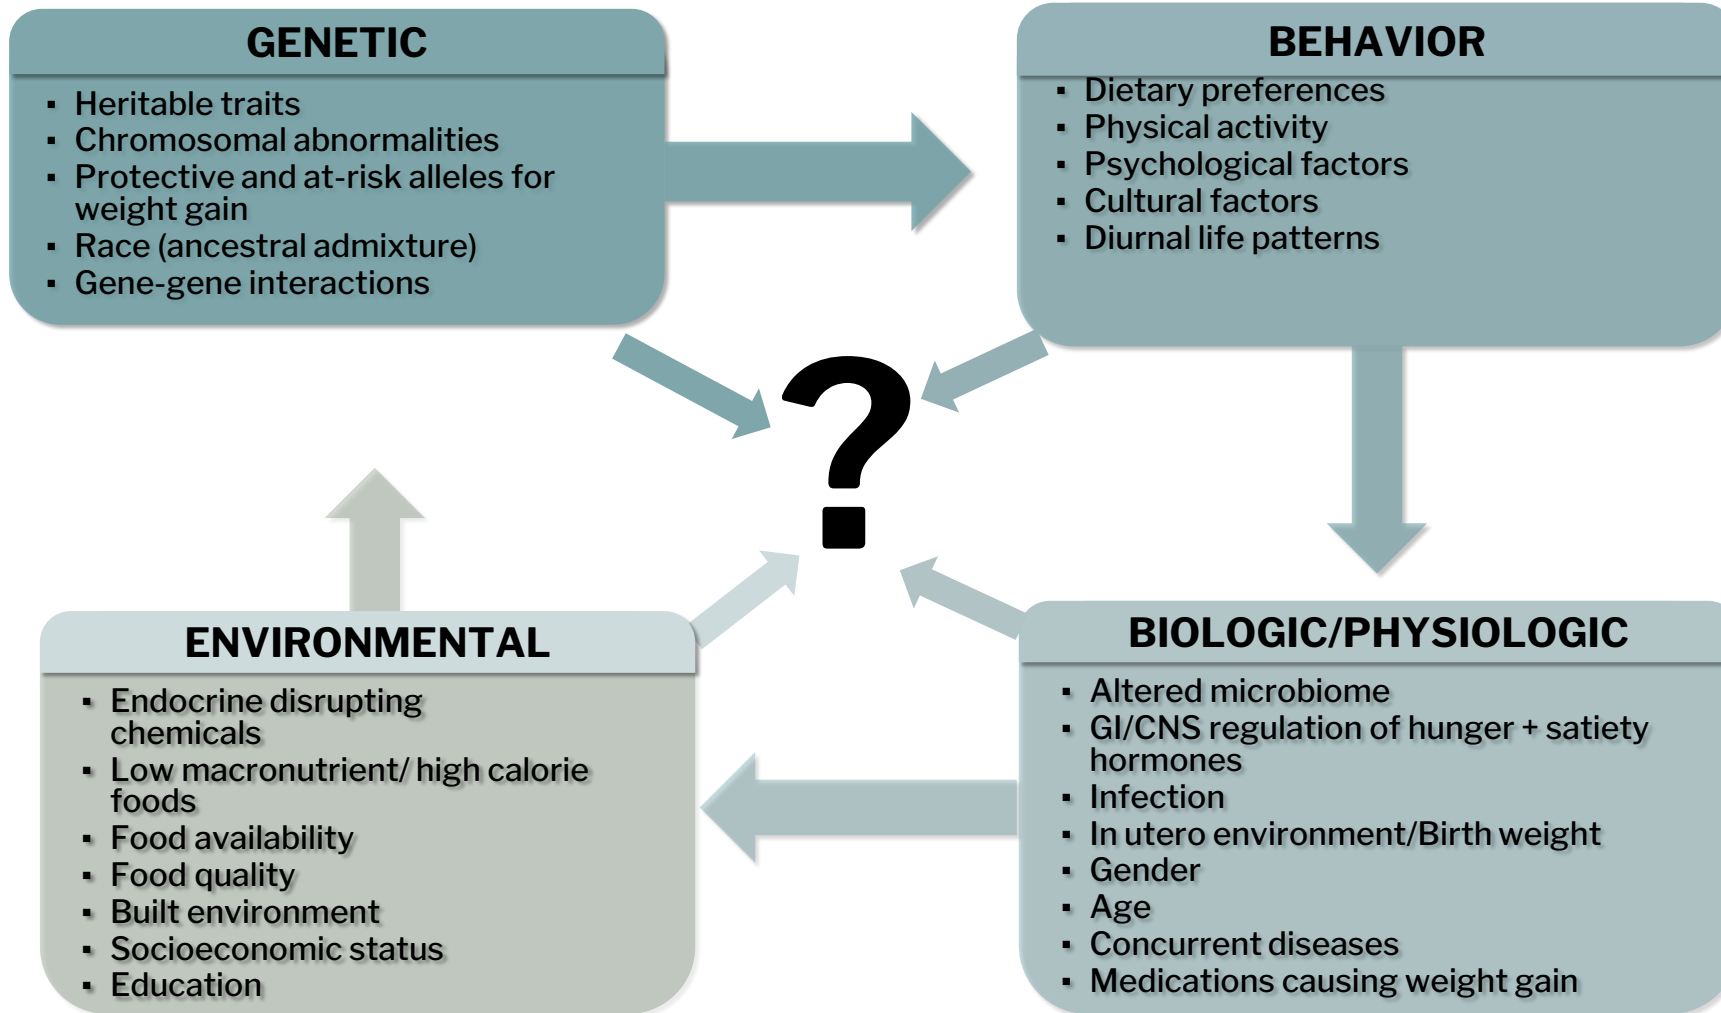 GENETIC
▪ Heritable traits
▪ Chromosomal abnormalities
▪ Protective and at-risk alleles for
weight gain
▪ Race (ancestral admixture)
▪ Gene-gene interactions
BEHAVIOR
▪ Dietary preferences
▪ Physical activity
▪ Psychological factors
▪ Cultural factors
▪ Diurnal life patterns
?
ENVIRONMENTAL
▪ Endocrine disrupting
chemicals
▪ Low macronutrient/ high calorie
foods
▪ Food availability
▪ Food quality
▪ Built environment
▪ Socioeconomic status
▪ Education
BIOLOGIC/PHYSIOLOGIC
▪ Altered microbiome
▪ GI/CNS regulation of hunger + satiety
hormones
▪ Infection
▪ In utero environment/Birth weight
▪ Gender
▪ Age
▪ Concurrent diseases
▪ Medications causing weight gain